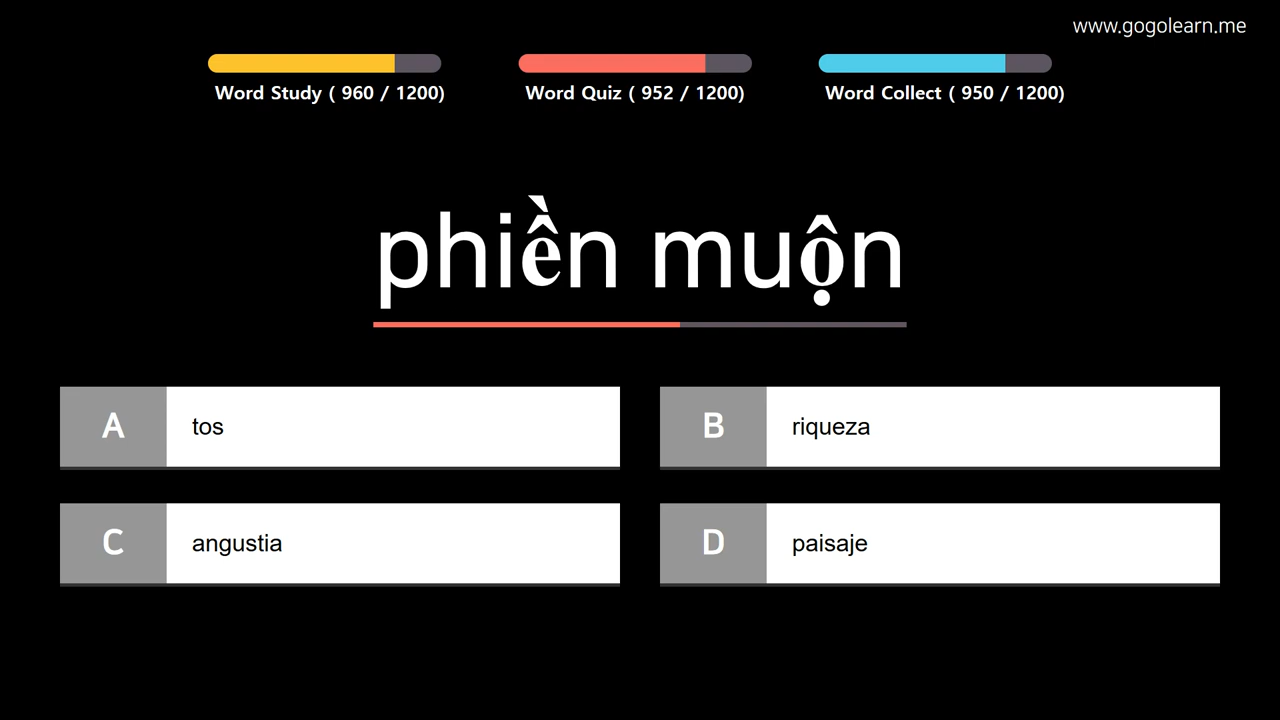 www.gogolearn.me
Word Study ( 960 / 1200)
Word Quiz ( 952 / 1200)
Word Collect ( 950 / 1200)
phiền muộn
A tos
B riqueza
C angustia
D paisaje